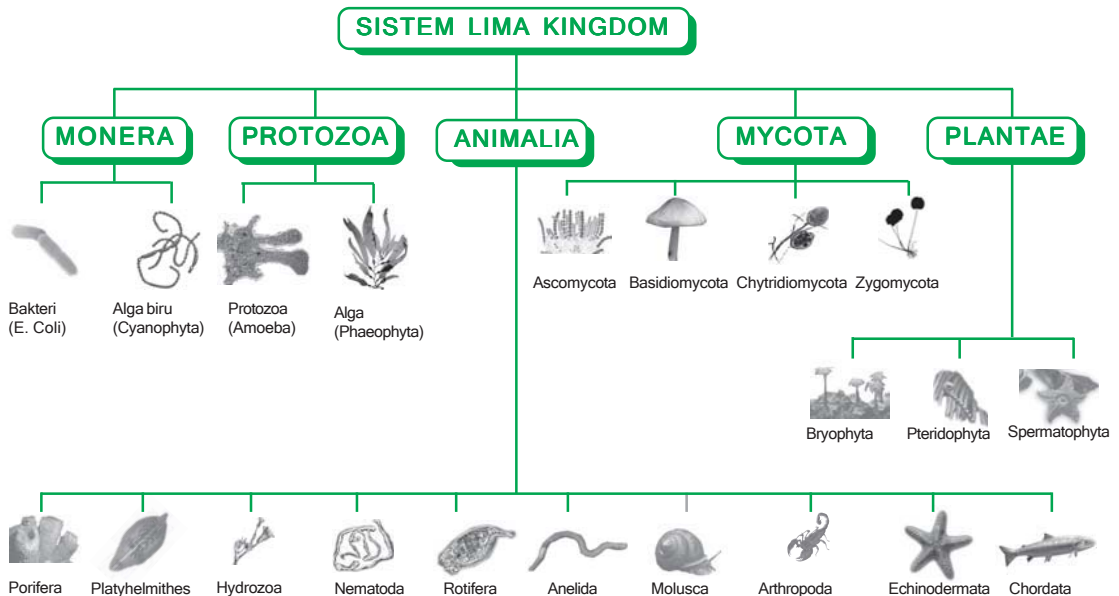 SISTEM LIMA KINGDOM
MONERA
PROTOZOA
ANIMALIA
MYCOTA
PLANTAE
Bakteri
(E. Coli)
Alga biru
(Cyanophyta)
Protozoa
(Amoeba)
Alga
(Phaeophyta)
Ascomycota
Basidiomycota
Chytridiomycota
Zygomycota
Bryophyta
Pteridophyta
Spermatophyta
Porifera
Platyhelmithes
Hydrozoa
Nematoda
Rotifera
Anelida
Molusca
Arthropoda
Echinodermata
Chordata